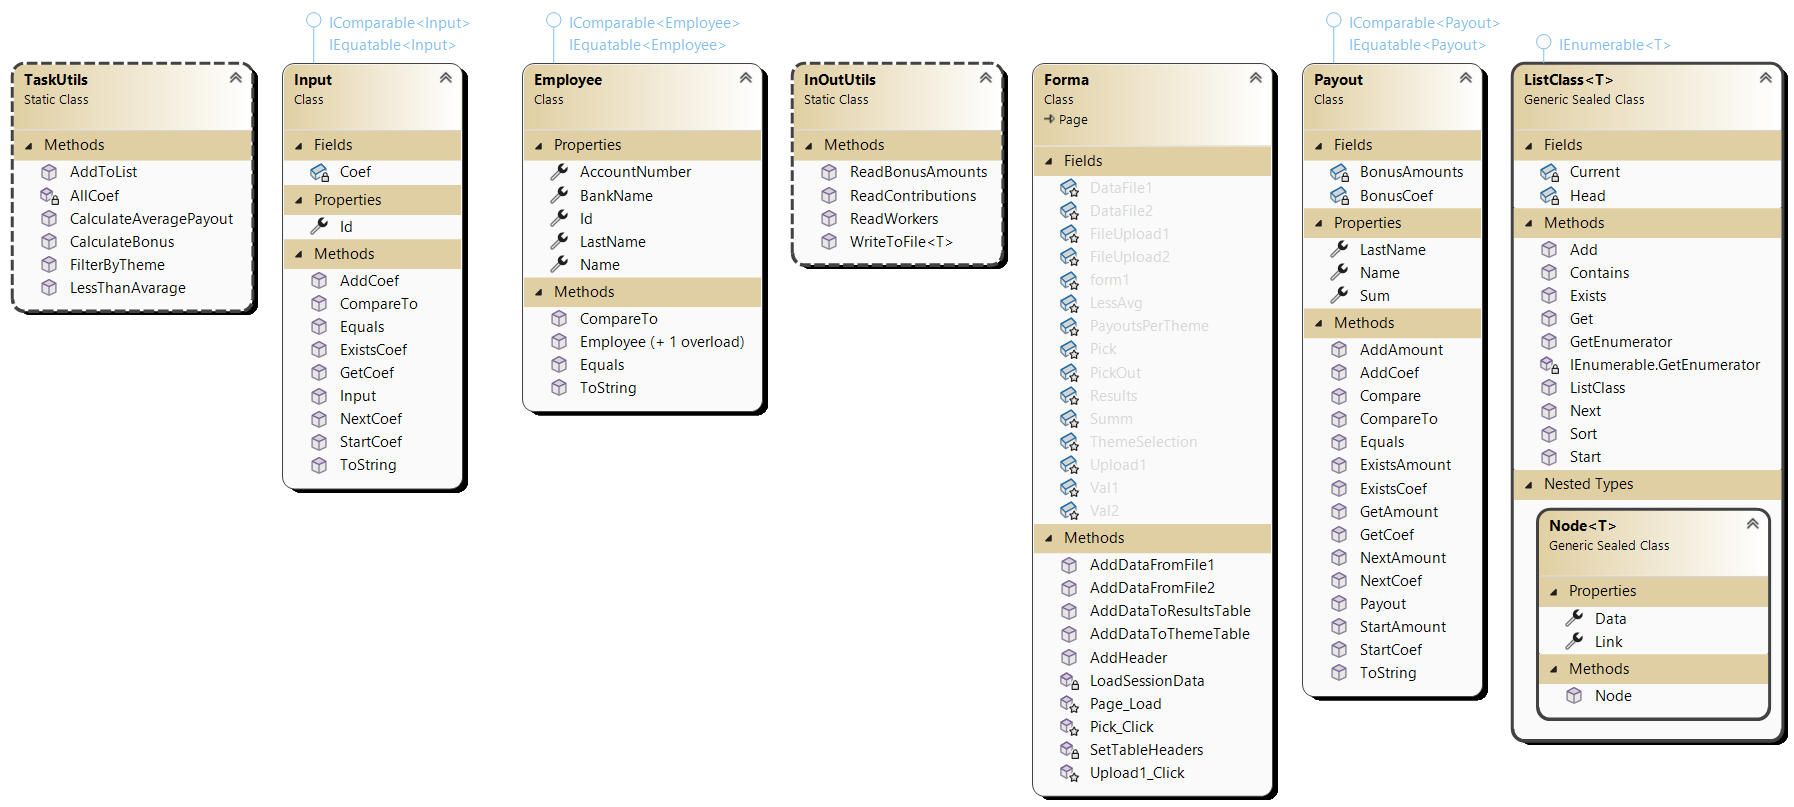 TaskUtils
Static Class
Methods
AddToList
AllCoef
CalculateAveragePayout
CalculateBonus
FilterByTheme
LessThanAvarage
IComparable<Input>
IEquatable<Input>
Input
Class
Fields
Coef
Properties
Id
Methods
AddCoef
CompareTo
Equals
ExistsCoef
GetCoef
Input
NextCoef
StartCoef
ToString
IComparable<Employee>
IEquatable<Employee>
Employee
Class
Properties
AccountNumber
BankName
Id
LastName
Name
Methods
CompareTo
Employee (+ 1 overload)
Equals
ToString
InOutUtils
Static Class
Methods
ReadBonusAmounts
ReadContributions
ReadWorkers
WriteToFile<T>
Forma
Class
Page
Fields
DataFile1
DataFile2
FileUpload1
FileUpload2
form1
LessAvg
PayoutsPerTheme
Pick
PickOut
Results
Summ
ThemeSelection
Upload1
Val1
Val2
Methods
AddDataFromFile1
AddDataFromFile2
AddDataToResultsTable
AddDataToThemeTable
AddHeader
LoadSessionData
Page_Load
Pick_Click
SetTableHeaders
Upload1_Click
IComparable<Payout>
IEquatable<Payout>
Payout
Class
Fields
BonusAmounts
BonusCoef
Properties
LastName
Name
Sum
Methods
AddAmount
AddCoef
Compare
CompareTo
Equals
ExistsAmount
ExistsCoef
GetAmount
GetCoef
NextAmount
NextCoef
Payout
StartAmount
StartCoef
ToString
IEnumerable<T>
ListClass<T>
Generic Sealed Class
Fields
Current
Head
Methods
Add
Contains
Exists
Get
GetEnumerator
IEnumerable.GetEnumerator
ListClass
Next
Sort
Start
Nested Types
Node<T>
Generic Sealed Class
Properties
Data
Link
Methods
Node